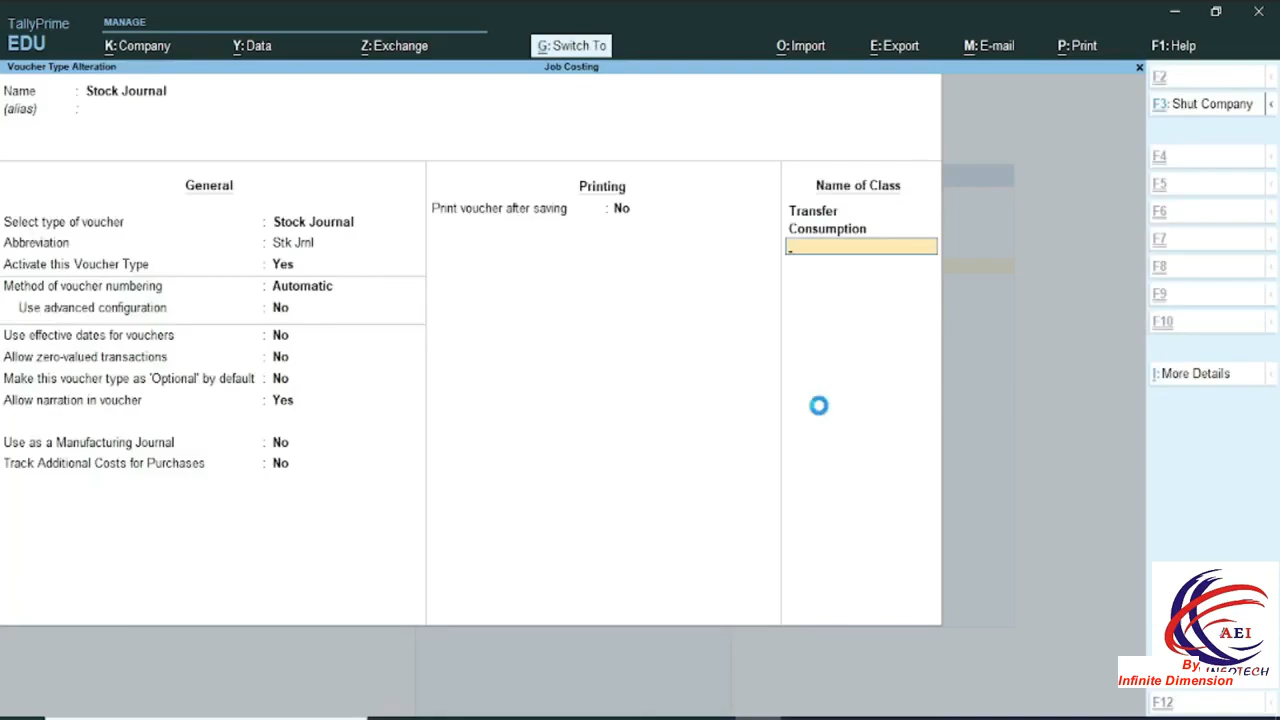 TallyPrime
EDU
MANAGE
K: Company
Y: Data
Z: Exchange
G: Switch To
O: Import
E: Export
M: E-mail
P: Print
F1: Help
Voucher Type Alteration
Job Costing
Name : Stock Journal
(alias) :
General
Select type of voucher : Stock Journal
Abbreviation : Stk Jrnl
Activate this Voucher Type : Yes
Method of voucher numbering : Automatic
Use advanced configuration : No
Use effective dates for vouchers : No
Allow zero-valued transactions : No
Make this voucher type as 'Optional' by default : No
Allow narration in voucher : Yes
Use as a Manufacturing Journal : No
Track Additional Costs for Purchases : No
Printing
Print voucher after saving : No
Name of Class
Transfer
Consumption
F2
F3: Shut Company
F4
F5
F6
F7
F8
F9
F10
I: More Details
AEI
INFOTECH
By,
Infinite Dimension
F12